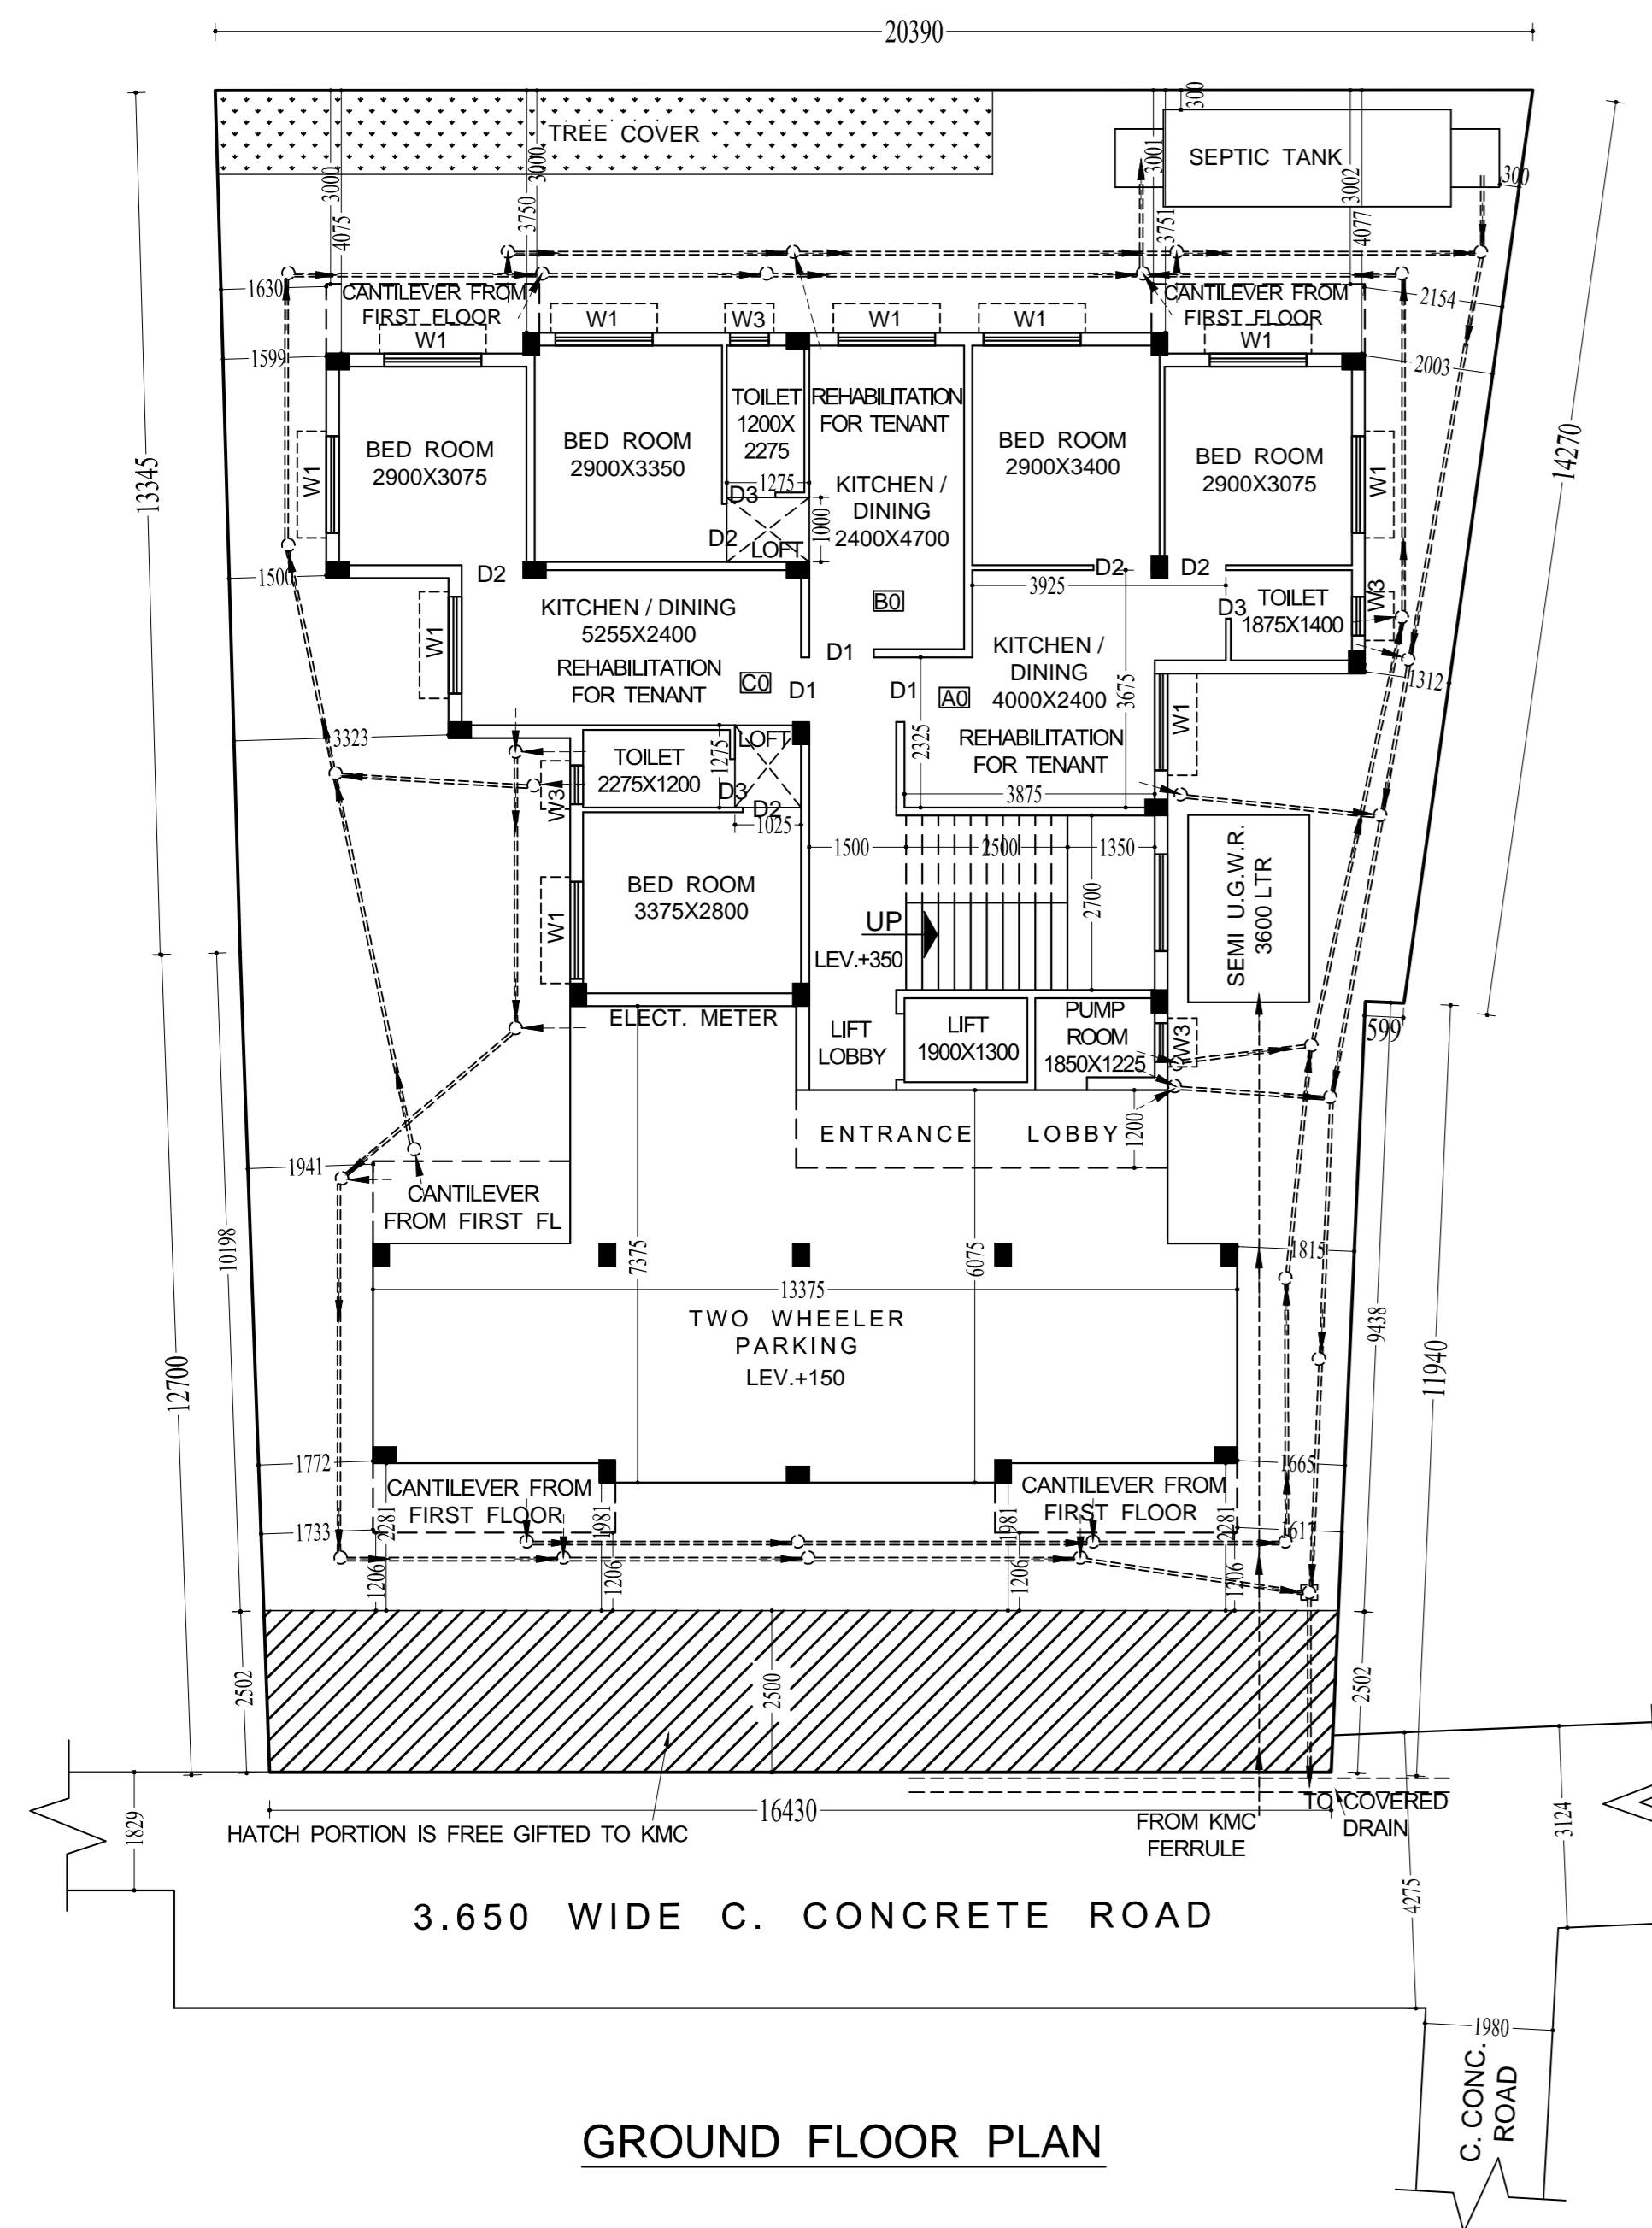 20390
TREE COVER
SEPTIC TANK
300
300
3000
4075
3750
3000
3001
3751
3002
4077
13345
14270
1630
CANTILEVER FROM
FIRST FLOOR
W1
W1
W3
W1
W1
CANTILEVER FROM
FIRST FLOOR
W1
2154
1599
2003
BED ROOM
2900X3075
BED ROOM
2900X3350
TOILET
1200X
2275
REHABILITATION
FOR TENANT
BED ROOM
2900X3400
BED ROOM
2900X3075
W1
W1
1275
D3
KITCHEN /
DINING
2400X4700
D2
LOFT
1000
1500
D2
D2
D2
3925
W1
KITCHEN / DINING
5255X2400
B0
D3
TOILET
1875X1400
W3
REHABILITATION
FOR TENANT
C0
D1
D1
D1
A0
KITCHEN /
DINING
4000X2400
3675
1312
REHABILITATION
FOR TENANT
2325
W1
3323
TOILET
2275X1200
1275
LOFT
W3
D3
D2
1025
3875
1500
2500
1350
BED ROOM
3375X2800
W1
UP
LEV.+350
2700
SEMI U.G.W.R.
3600 LTR
ELECT. METER
LIFT
LOBBY
LIFT
1900X1300
PUMP
ROOM
1850X1225
W3
599
ENTRANCE LOBBY
1200
1941
CANTILEVER
FROM FIRST FL
10198
7375
6075
1815
13375
TWO WHEELER
PARKING
LEV.+150
9438
12700
11940
1772
CANTILEVER FROM
FIRST FLOOR
CANTILEVER FROM
FIRST FLOOR
1665
1733
2281
1981
1981
2281
1206
1206
1206
1206
2502
2500
2502
16430
HATCH PORTION IS FREE GIFTED TO KMC
FROM KMC
FERRULE
TO COVERED
DRAIN
1829
3124
4275
3.650 WIDE C. CONCRETE ROAD
1980
C. CONC.
ROAD
GROUND FLOOR PLAN